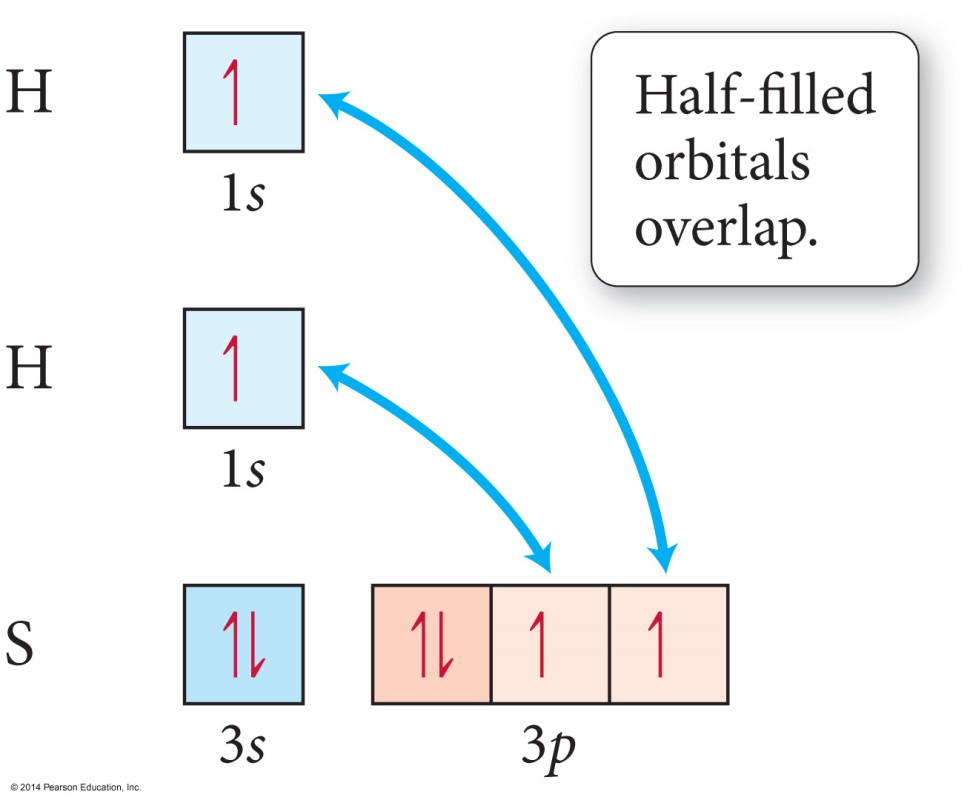 H
1s
Half-filled
orbitals
overlap.
H
1s
S
3s
3p
© 2014 Pearson Education, Inc.